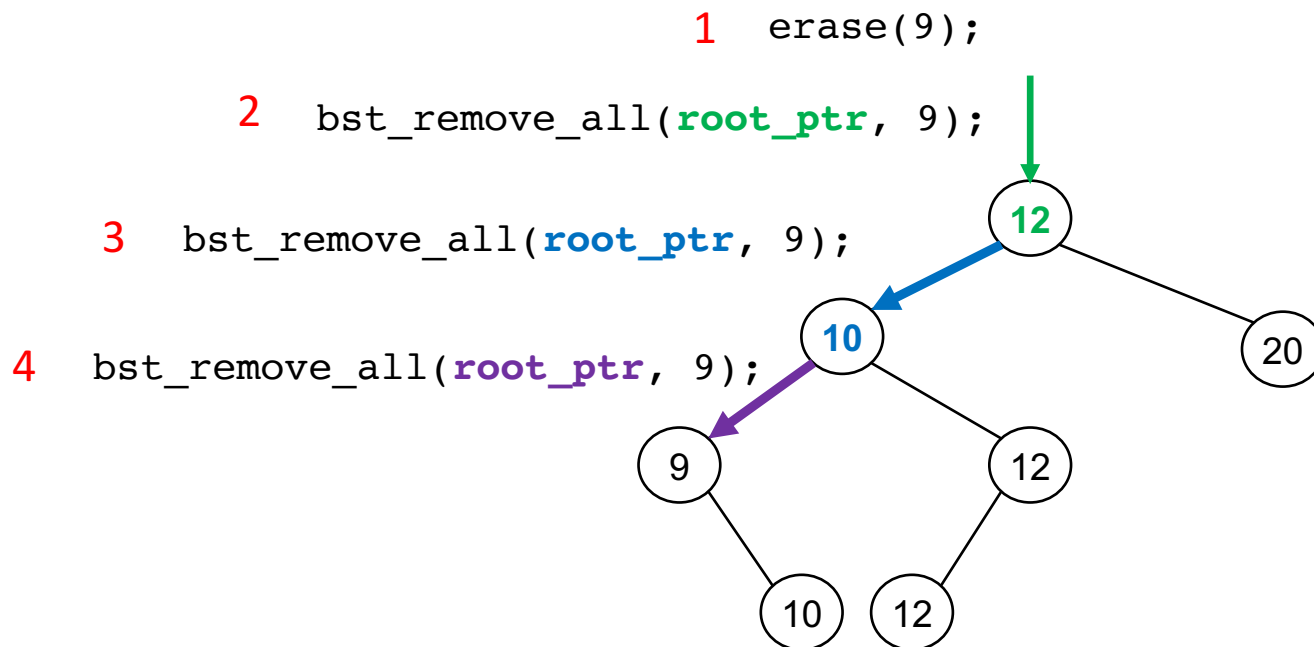 1 erase(9);
2 bst_remove_all(root_ptr, 9);
12
3 bst_remove_all(root_ptr, 9);
10
20
4 bst_remove_all(root_ptr, 9);
9
12
10
12